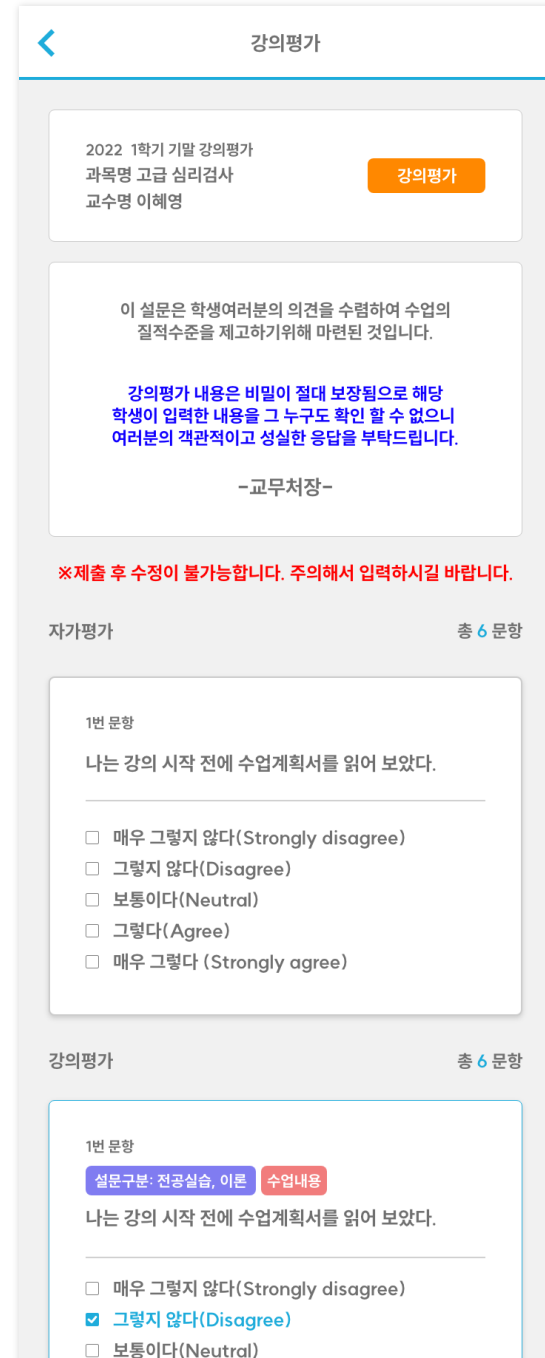 강의평가
2022 1학기 기말 강의평가
과목명 고급 심리검사
교수명 이혜영
강의평가
이 설문은 학생여러분의 의견을 수렴하여 수업의
질적수준을 제고하기위해 마련된 것입니다.
강의평가 내용은 비밀이 절대 보장됨으로 해당
학생이 입력한 내용을 그 누구도 확인 할 수 없으니
여러분의 객관적이고 성실한 응답을 부탁드립니다.
-교무처장-
※제출 후 수정이 불가능합니다. 주의해서 입력하시길 바랍니다.
자가평가 총 6 문항
1번 문항
나는 강의 시작 전에 수업계획서를 읽어 보았다.
매우 그렇지 않다(Strongly disagree)
그렇지 않다(Disagree)
보통이다(Neutral)
그렇다(Agree)
매우 그렇다 (Strongly agree)
강의평가 총 6 문항
1번 문항
설문구분: 전공실습, 이론 수업내용
나는 강의 시작 전에 수업계획서를 읽어 보았다.
매우 그렇지 않다(Strongly disagree)
그렇지 않다(Disagree)
보통이다(Neutral)